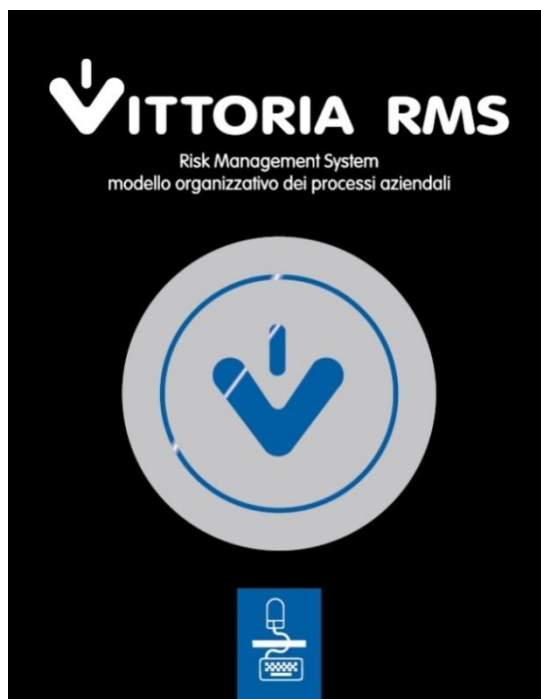 VITTORIA RMS
Risk Management System
modello organizzativo dei processi aziendali